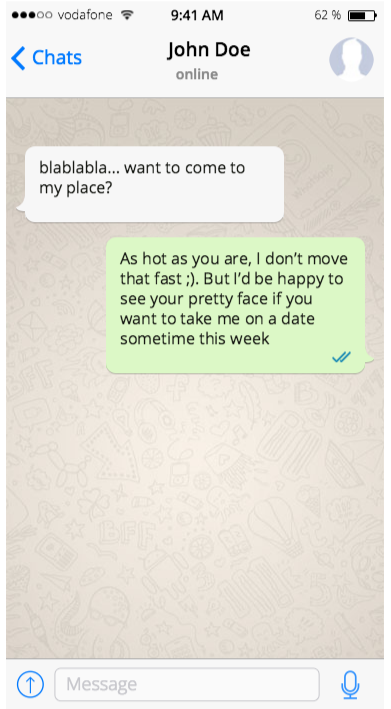 vodafone 9:41 AM 62 %
Chats John Doe
online
blablabla... want to come to
my place?
As hot as you are, I don't move
that fast ;). But I'd be happy to
see your pretty face if you
want to take me on a date
sometime this week
BFF
Message